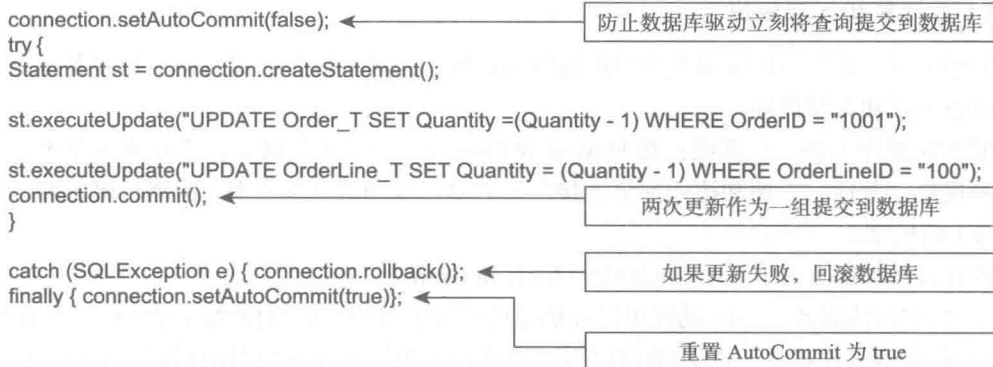 connection.setAutoCommit(false);
防止数据库驱动立刻将查询提交到数据库
try {
Statement st = connection.createStatement();
st.executeUpdate("UPDATE Order_T SET Quantity =(Quantity - 1) WHERE OrderID = "1001");
st.executeUpdate("UPDATE OrderLine_T SET Quantity = (Quantity - 1) WHERE OrderLineID = "100");
connection.commit();
两次更新作为一组提交到数据库
}
catch (SQLException e) { connection.rollback()};
如果更新失败，回滚数据库
finally { connection.setAutoCommit(true)};
重置 AutoCommit 为 true